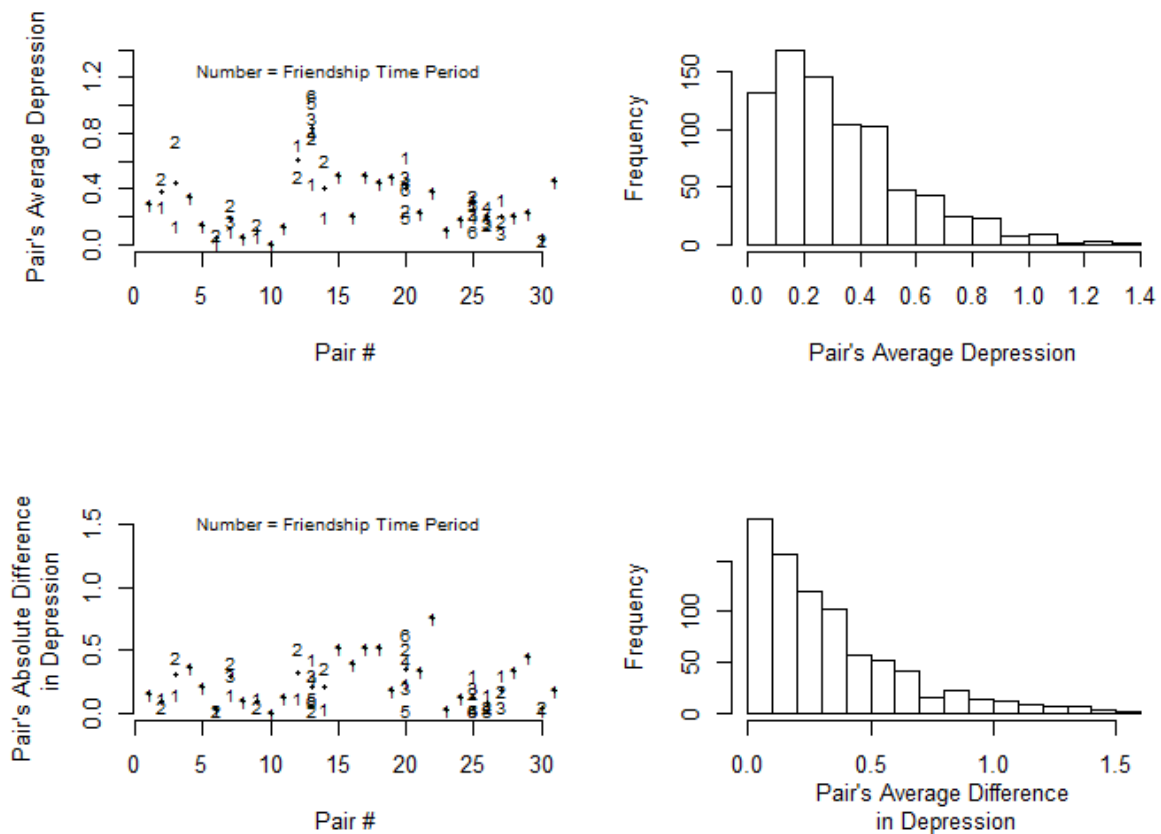 Pair's Average Depression
0.0 0.4 0.8 1.2
Number = Friendship Time Period
0 5 10 15 20 25 30
Pair #
Frequency
0 50 100 150
0.0 0.2 0.4 0.6 0.8 1.0 1.2 1.4
Pair's Average Depression
Pair's Absolute Difference
in Depression
0.0 0.5 1.0 1.5
Number = Friendship Time Period
0 5 10 15 20 25 30
Pair #
Frequency
0 50 100
0.0 0.5 1.0 1.5
Pair's Average Difference
in Depression